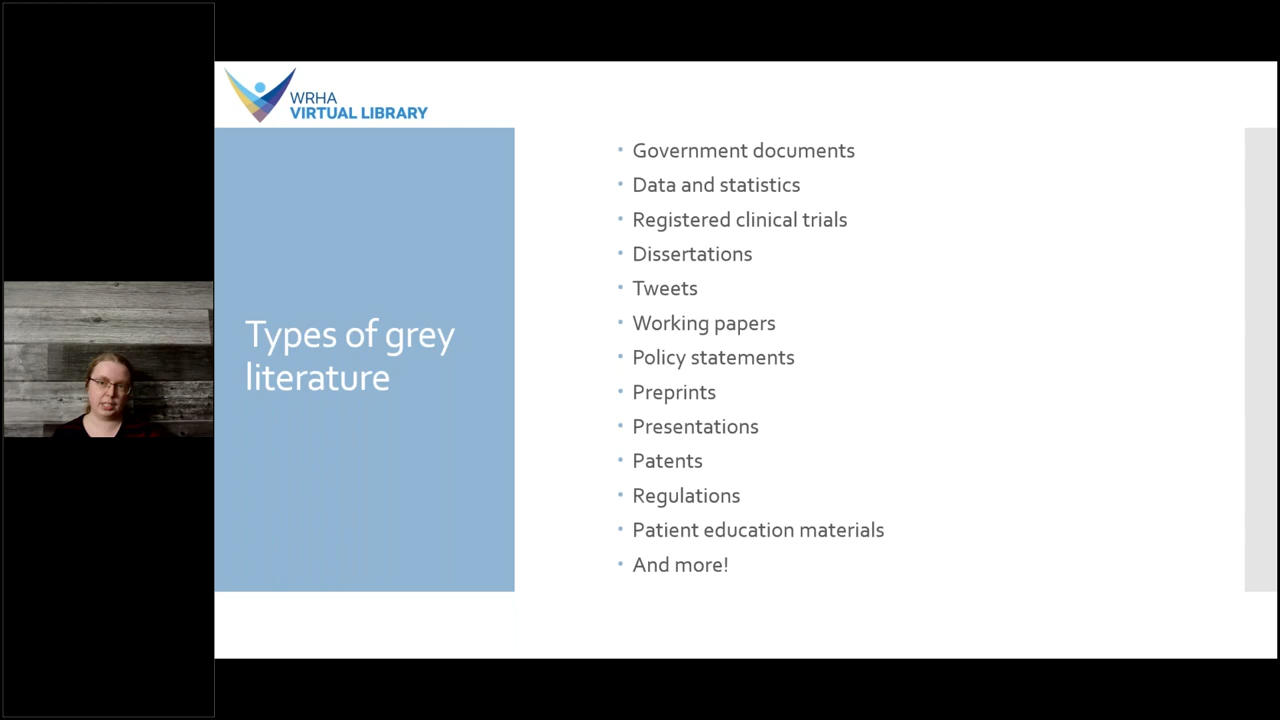 WRHA
VIRTUAL LIBRARY
Types of grey
literature
Government documents
Data and statistics
Registered clinical trials
Dissertations
Tweets
Working papers
Policy statements
Preprints
Presentations
Patents
Regulations
Patient education materials
And more!